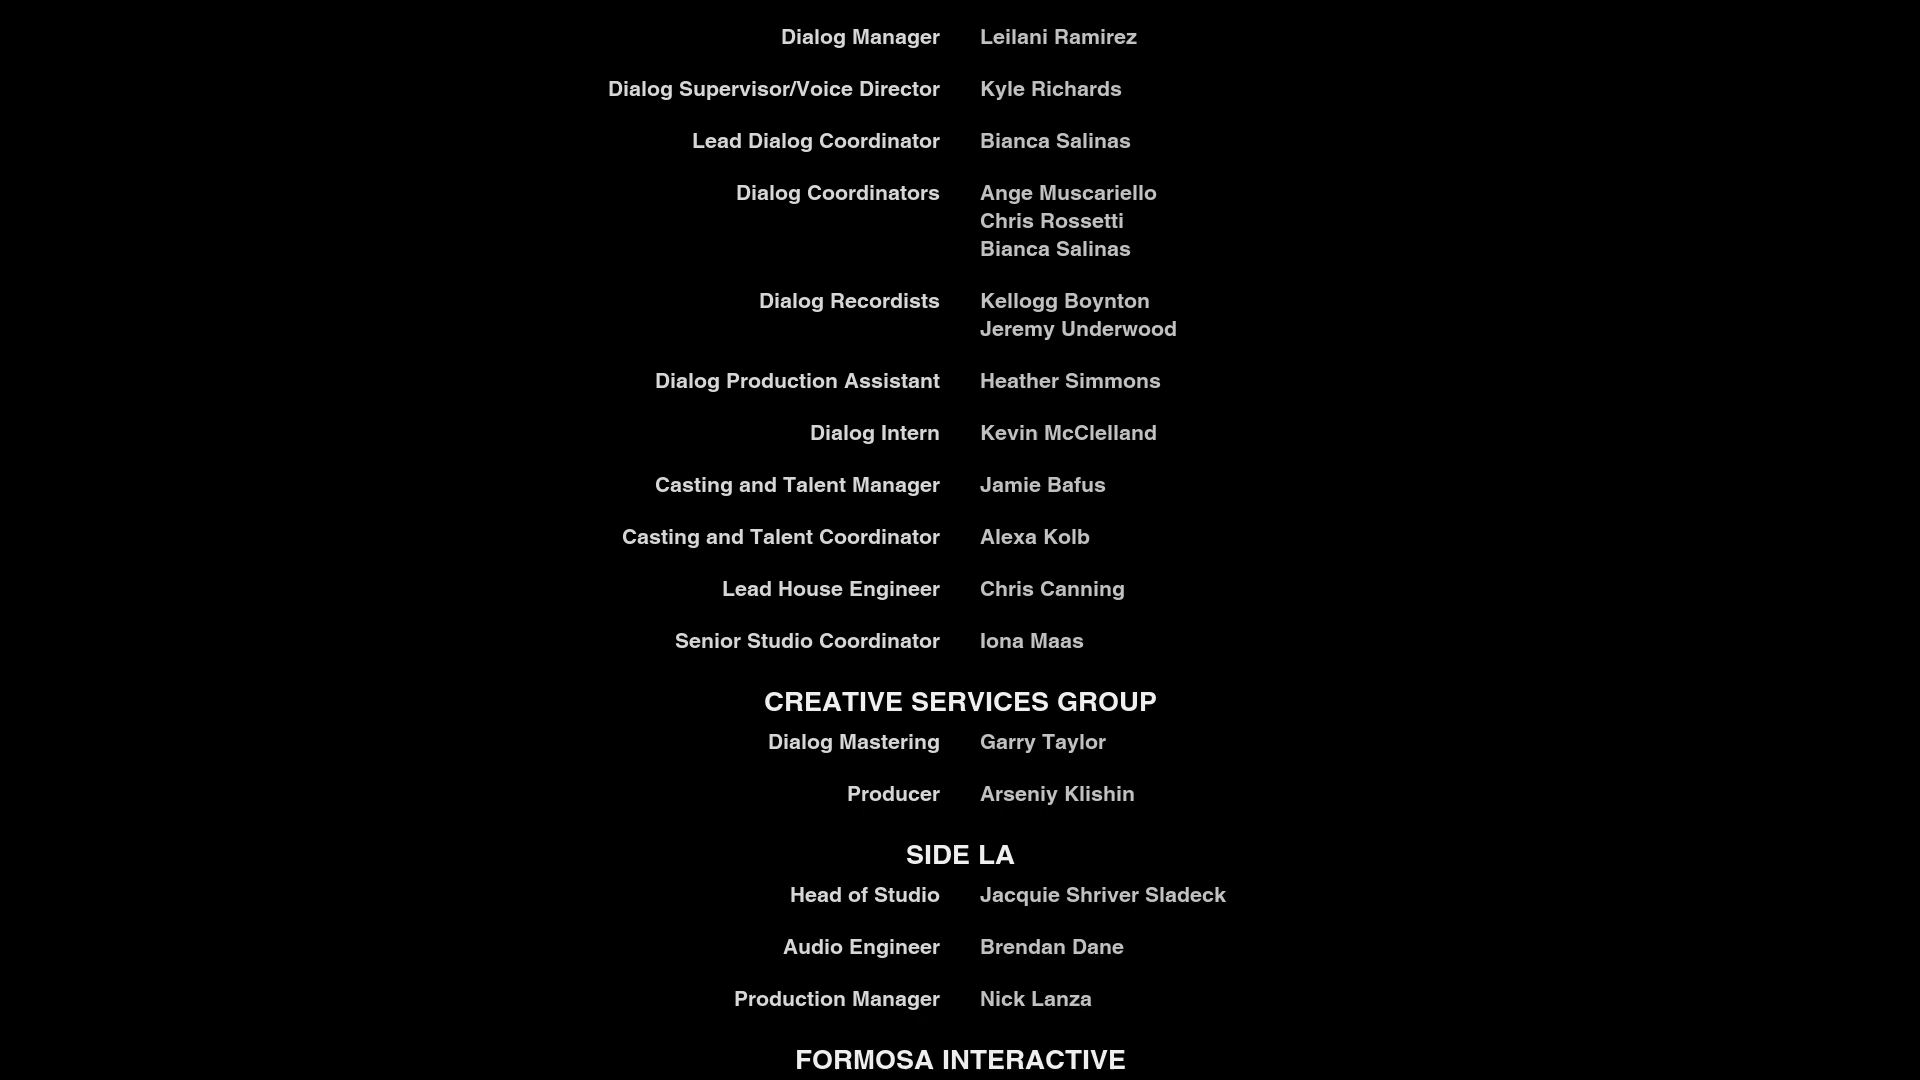 Dialog Manager Leilani Ramirez
Dialog Supervisor/Voice Director Kyle Richards
Lead Dialog Coordinator Bianca Salinas
Dialog Coordinators Ange Muscariello
Chris Rossetti
Bianca Salinas
Dialog Recordists Kellogg Boynton
Jeremy Underwood
Dialog Production Assistant Heather Simmons
Dialog Intern Kevin McClelland
Casting and Talent Manager Jamie Bafus
Casting and Talent Coordinator Alexa Kolb
Lead House Engineer Chris Canning
Senior Studio Coordinator Iona Maas
CREATIVE SERVICES GROUP
Dialog Mastering Garry Taylor
Producer Arseniy Klishin
SIDE LA
Head of Studio Jacquie Shriver Sladeck
Audio Engineer Brendan Dane
Production Manager Nick Lanza
FORMOSA INTERACTIVE